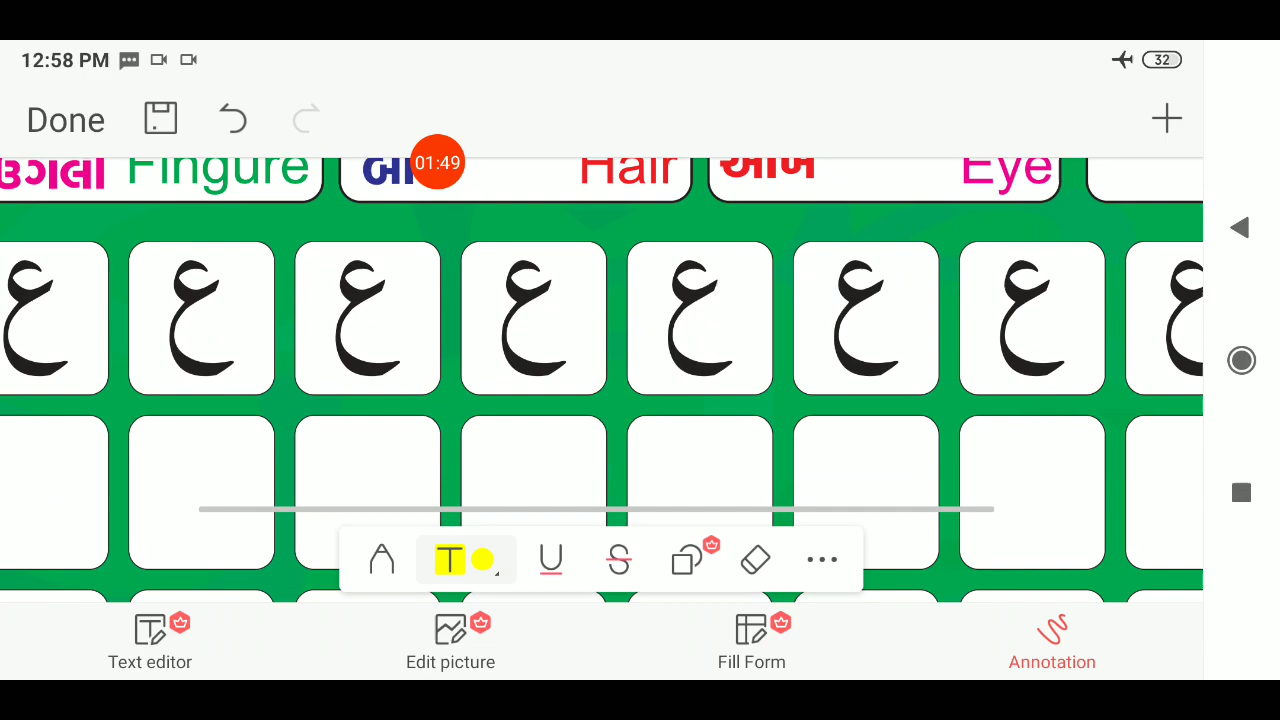 12:58 PM 32
Done
01:49
Fingure Hair Eye
ع ع ع ع ع ع ع ع
T U S
Text editor Edit picture Fill Form Annotation